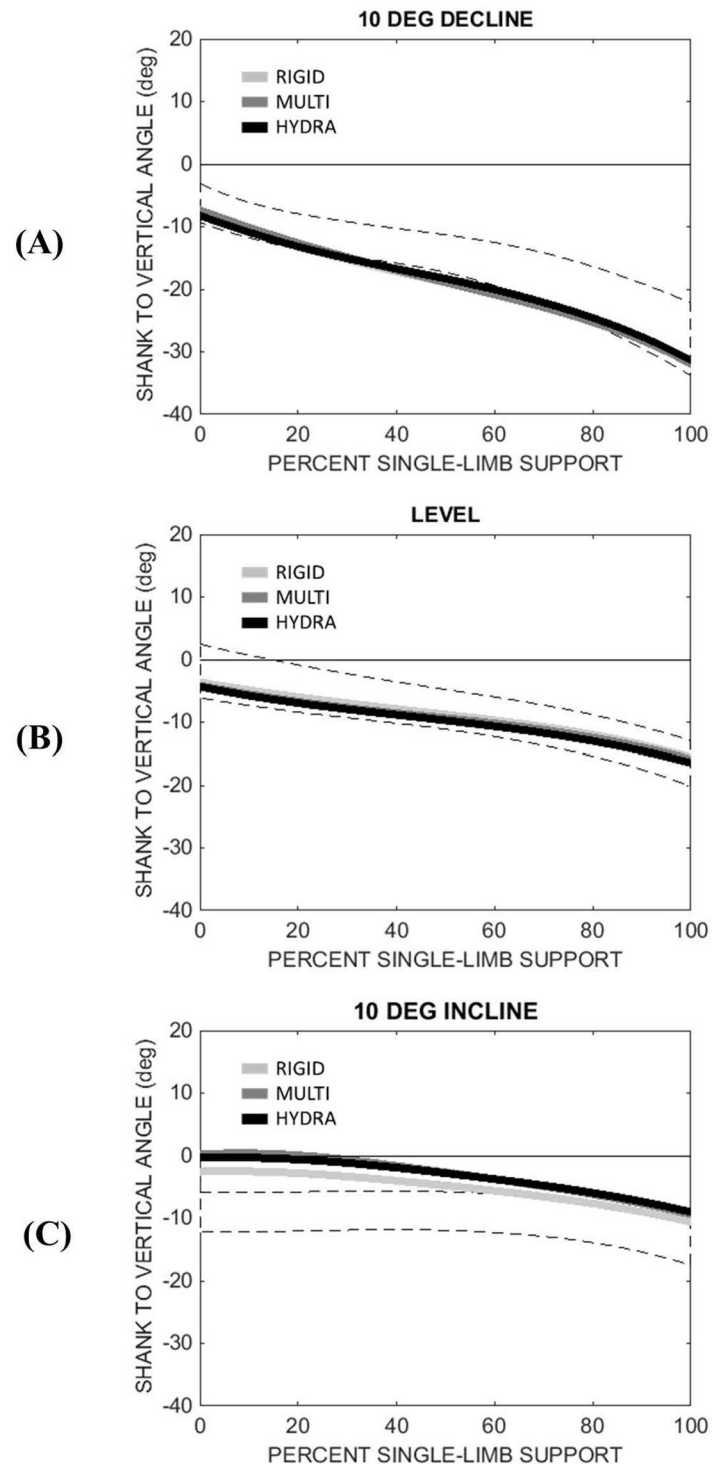 10 DEG DECLINE
20
RIGID
10
MULTI
HYDRA
0
SHANK TO VERTICAL ANGLE (deg)
(A)
-10
-20
-30
-40
0 20 40 60 80 100
PERCENT SINGLE-LIMB SUPPORT
LEVEL
20
RIGID
10
MULTI
HYDRA
0
SHANK TO VERTICAL ANGLE (deg)
(B)
-10
-20
-30
-40
0 20 40 60 80 100
PERCENT SINGLE-LIMB SUPPORT
10 DEG INCLINE
20
RIGID
10
MULTI
HYDRA
0
SHANK TO VERTICAL ANGLE (deg)
(C)
-10
-20
-30
-40
0 20 40 60 80 100
PERCENT SINGLE-LIMB SUPPORT